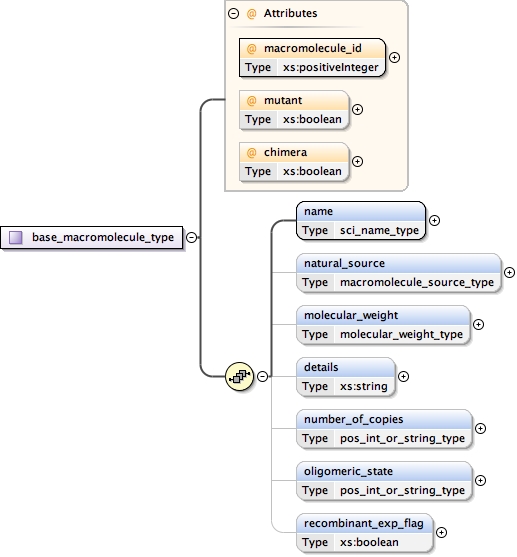 @ Attributes
@ macromolecule_id
Type xs:positiveInteger
@ mutant
Type xs:boolean
@ chimera
Type xs:boolean
base_macromolecule_type
name
Type sci_name_type
natural_source
Type macromolecule_source_type
molecular_weight
Type molecular_weight_type
details
Type xs:string
number_of_copies
Type pos_int_or_string_type
oligomeric_state
Type pos_int_or_string_type
recombinant_exp_flag
Type xs:boolean